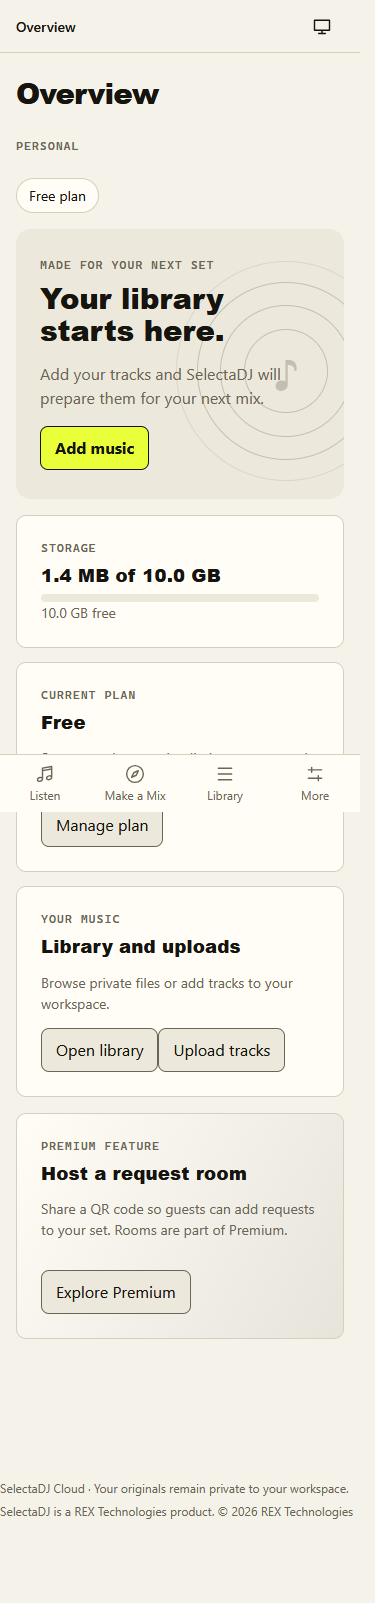 Overview
Overview
PERSONAL
Free plan
MADE FOR YOUR NEXT SET
Your library
starts here.
Add your tracks and SelectaDJ will
prepare them for your next mix.
Add music
STORAGE
1.4 MB of 10.0 GB
10.0 GB free
CURRENT PLAN
Free
Listen
Make a Mix
Library
More
Manage plan
YOUR MUSIC
Library and uploads
Browse private files or add tracks to your
workspace.
Open library
Upload tracks
PREMIUM FEATURE
Host a request room
Share a QR code so guests can add requests
to your set. Rooms are part of Premium.
Explore Premium
SelectaDJ Cloud · Your originals remain private to your workspace.
SelectaDJ is a REX Technologies product. © 2026 REX Technologies